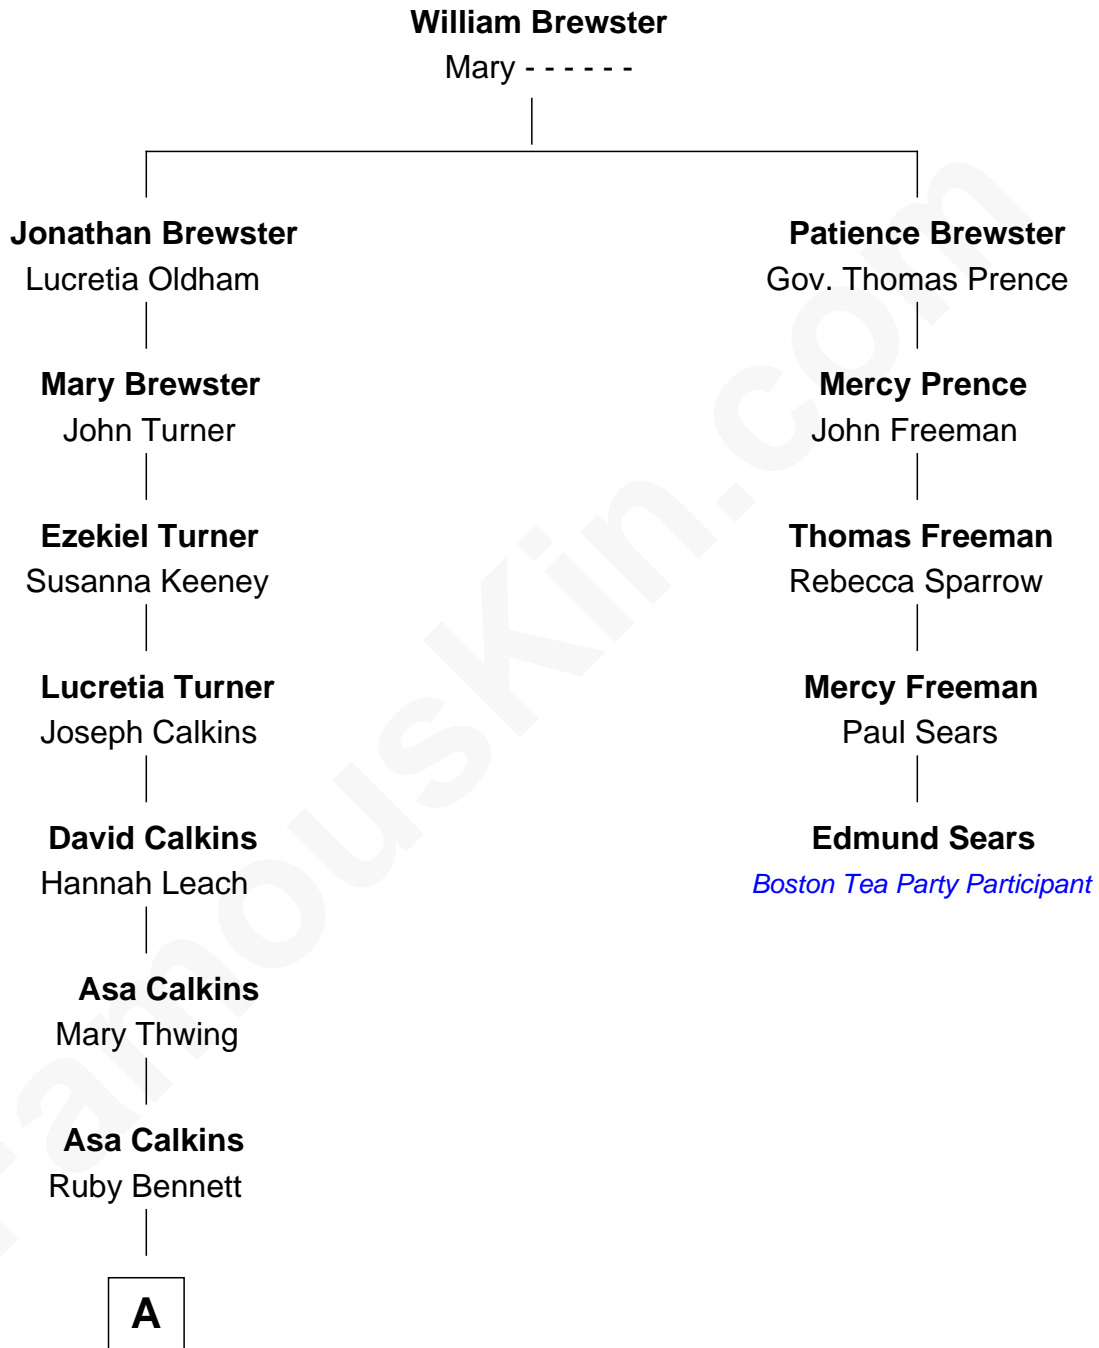 William Brewster
Mary - - - - - -
Jonathan Brewster
Lucretia Oldham
Patience Brewster
Gov. Thomas Prence
Mary Brewster
John Turner
Mercy Prence
John Freeman
Ezekiel Turner
Susanna Keeney
Thomas Freeman
Rebecca Sparrow
Lucretia Turner
Joseph Calkins
Mercy Freeman
Paul Sears
David Calkins
Hannah Leach
Edmund Sears
Boston Tea Party Participant
Asa Calkins
Mary Thwing
Asa Calkins
Ruby Bennett
A
FamousKin.com